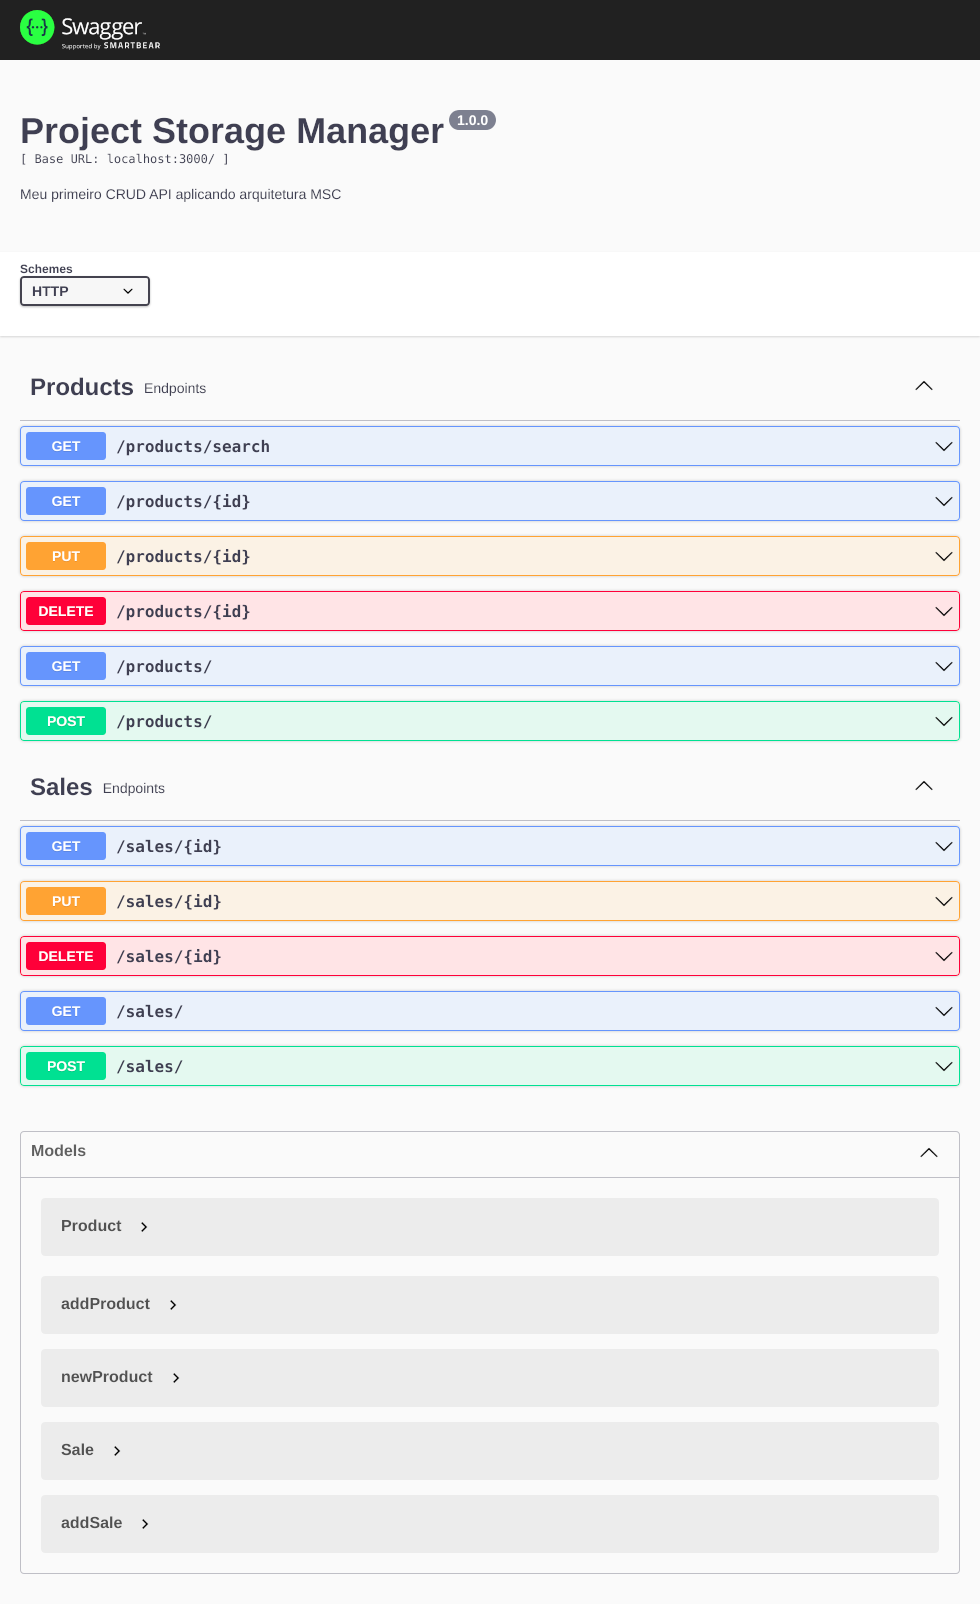 Swagger
Supported by SMARTBEAR
Project Storage Manager 1.0.0
[ Base URL: localhost:3000/ ]
Meu primeiro CRUD API aplicando arquitetura MSC
Schemes
HTTP
Products Endpoints
GET /products/search
GET /products/{id}
PUT /products/{id}
DELETE /products/{id}
GET /products/
POST /products/
Sales Endpoints
GET /sales/{id}
PUT /sales/{id}
DELETE /sales/{id}
GET /sales/
POST /sales/
Models
Product
addProduct
newProduct
Sale
addSale